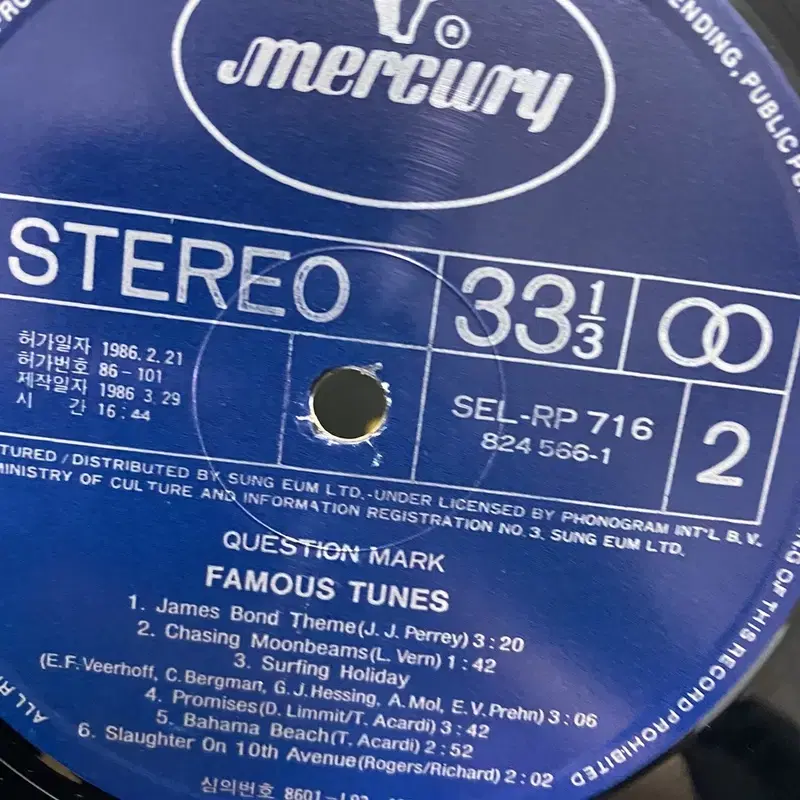 mercury
®
STEREO
33 1/3
허가일자 1986.2.21
허가번호 86-101
제작일자 1986 3.29
시 간 16:44
SEL-RP 716
824 566-1
2
/DISTRIBUTED BY SUNG EUM LTD.-UNDER LICENSED BY PHONOGRAM INT'L B.V.
MINISTRY OF CULTURE AND INFORMATION REGISTRATION NO.3. SUNG EUM LTD.
QUESTION MARK
FAMOUS TUNES
1. James Bond Theme(J. J. Perrey) 3:20
2. Chasing Moonbeams(L. Vern) 1:42
3. Surfing Holiday
(E.F.Veerhoff, C.Bergman, G.J.Hessing, A.Mol, E.V.Prehn) 3:06
4. Promises(D. Limmit/T. Acardi) 3:42
5. Bahama Beach(T. Acardi) 2:52
6. Slaughter On 10th Avenue(Rogers/Richard) 2:02
심의번호 8601-
PUBLIC
OF THIS RECORD PROHIBITED
ALL